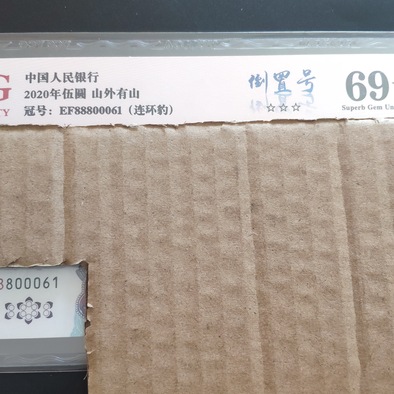 G
TY
中国人民银行
2020年伍圆 山外有山
冠号：EF88800061（连环豹）
倒置号
☆☆☆
69
Superb Gem Un
8800061